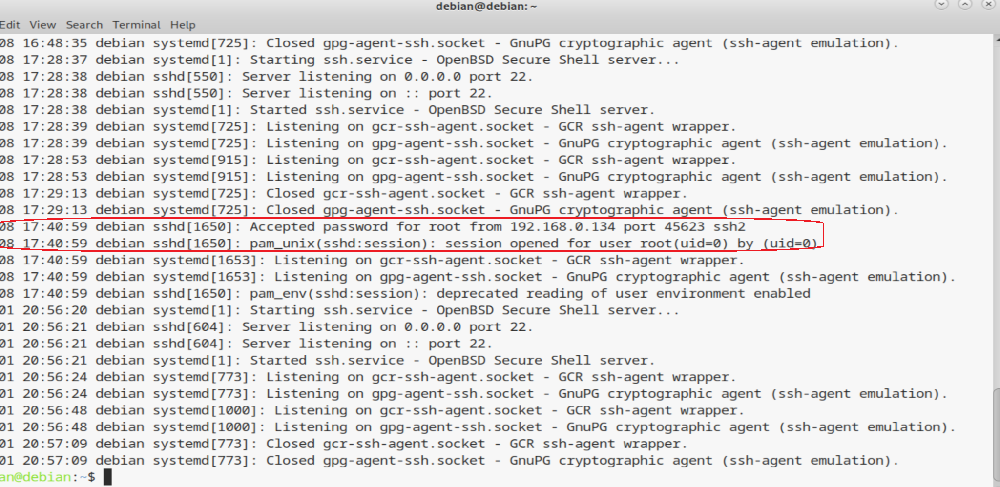 debian@debian: ~
Edit View Search Terminal Help
08 16:48:35 debian systemd[725]: Closed gpg-agent-ssh.socket - GnuPG cryptographic agent (ssh-agent emulation).
08 17:28:37 debian systemd[1]: Starting ssh.service - OpenBSD Secure Shell server...
08 17:28:38 debian sshd[550]: Server listening on 0.0.0.0 port 22.
08 17:28:38 debian sshd[550]: Server listening on :: port 22.
08 17:28:38 debian systemd[1]: Started ssh.service - OpenBSD Secure Shell server.
08 17:28:39 debian systemd[725]: Listening on gcr-ssh-agent.socket - GCR ssh-agent wrapper.
08 17:28:39 debian systemd[725]: Listening on gpg-agent-ssh.socket - GnuPG cryptographic agent (ssh-agent emulation).
08 17:28:53 debian systemd[915]: Listening on gcr-ssh-agent.socket - GCR ssh-agent wrapper.
08 17:28:53 debian systemd[915]: Listening on gpg-agent-ssh.socket - GnuPG cryptographic agent (ssh-agent emulation).
08 17:29:13 debian systemd[725]: Closed gcr-ssh-agent.socket - GCR ssh-agent wrapper.
08 17:29:13 debian systemd[725]: Closed gpg-agent-ssh.socket - GnuPG cryptographic agent (ssh-agent emulation).
08 17:40:59 debian sshd[1650]: Accepted password for root from 192.168.0.134 port 45623 ssh2
08 17:40:59 debian sshd[1650]: pam_unix(sshd:session): session opened for user root(uid=0) by (uid=0)
08 17:40:59 debian systemd[1653]: Listening on gcr-ssh-agent.socket - GCR ssh-agent wrapper.
08 17:40:59 debian systemd[1653]: Listening on gpg-agent-ssh.socket - GnuPG cryptographic agent (ssh-agent emulation).
08 17:40:59 debian sshd[1650]: pam_env(sshd:session): deprecated reading of user environment enabled
01 20:56:20 debian systemd[1]: Starting ssh.service - OpenBSD Secure Shell server...
01 20:56:21 debian sshd[604]: Server listening on 0.0.0.0 port 22.
01 20:56:21 debian sshd[604]: Server listening on :: port 22.
01 20:56:21 debian systemd[1]: Started ssh.service - OpenBSD Secure Shell server.
01 20:56:24 debian systemd[773]: Listening on gcr-ssh-agent.socket - GCR ssh-agent wrapper.
01 20:56:24 debian systemd[773]: Listening on gpg-agent-ssh.socket - GnuPG cryptographic agent (ssh-agent emulation).
01 20:56:48 debian systemd[1000]: Listening on gcr-ssh-agent.socket - GCR ssh-agent wrapper.
01 20:56:48 debian systemd[1000]: Listening on gpg-agent-ssh.socket - GnuPG cryptographic agent (ssh-agent emulation).
01 20:57:09 debian systemd[773]: Closed gcr-ssh-agent.socket - GCR ssh-agent wrapper.
01 20:57:09 debian systemd[773]: Closed gpg-agent-ssh.socket - GnuPG cryptographic agent (ssh-agent emulation).
an@debian:~$